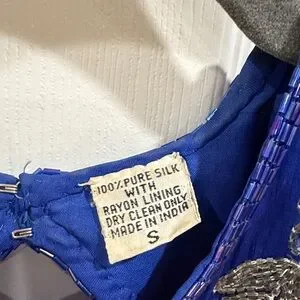 100% PURE SILK
WITH
RAYON LINING
DRY CLEAN ONLY
MADE IN INDIA
S